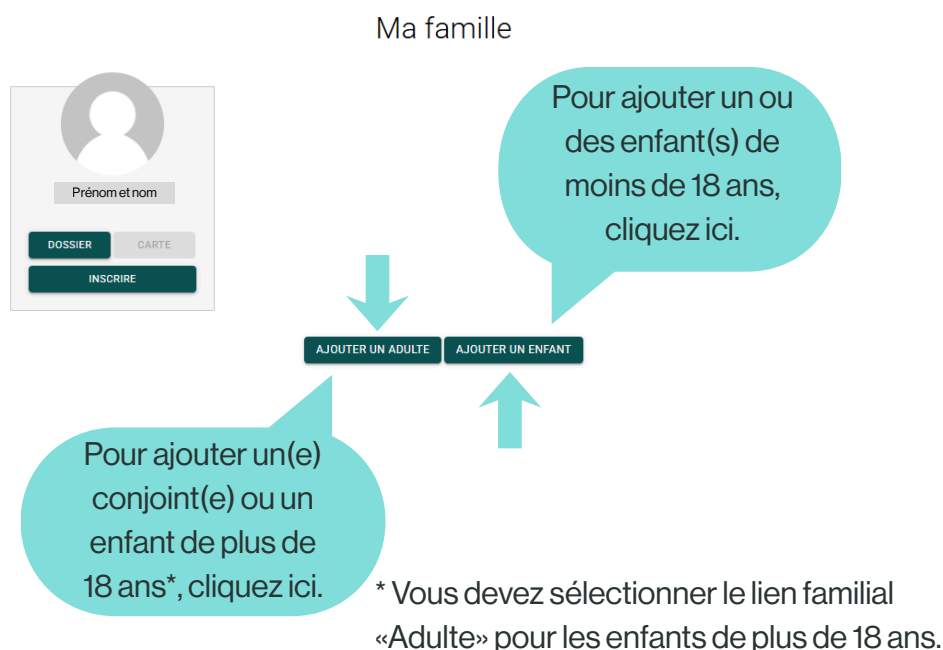 Ma famille
Pour ajouter un ou
des enfant(s) de
moins de 18 ans,
cliquez ici.
Prénom et nom
DOSSIER CARTE
INSCRIRE
AJOUTER UN ADULTE AJOUTER UN ENFANT
Pour ajouter un(e)
conjoint(e) ou un
enfant de plus de
18 ans*, cliquez ici.
* Vous devez sélectionner le lien familial
«Adulte» pour les enfants de plus de 18 ans.